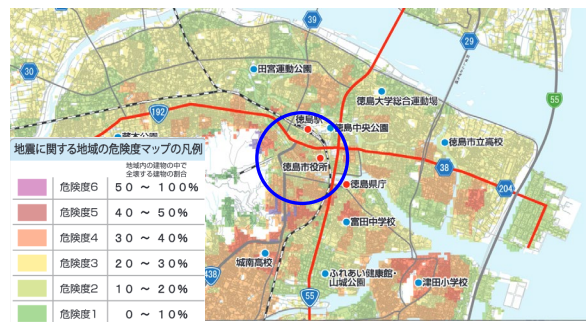 30
39
29
田宮運動公園
徳島大学総合運動場
55
192
徳島駅
徳島中央公園
蔵本公園
徳島市立高校
地震に関する地域の危険度マップの凡例
地域内の建物の中で
全壊する建物の割合
徳島市役所
38
204
危険度6 50 ～ 100%
徳島県庁
危険度5 40 ～ 50%
富田中学校
危険度4 30 ～ 40%
城南高校
危険度3 20 ～ 30%
438
ふれあい健康館・
山城公園
津田小学校
危険度2 10 ～ 20%
55
危険度1 0 ～ 10%